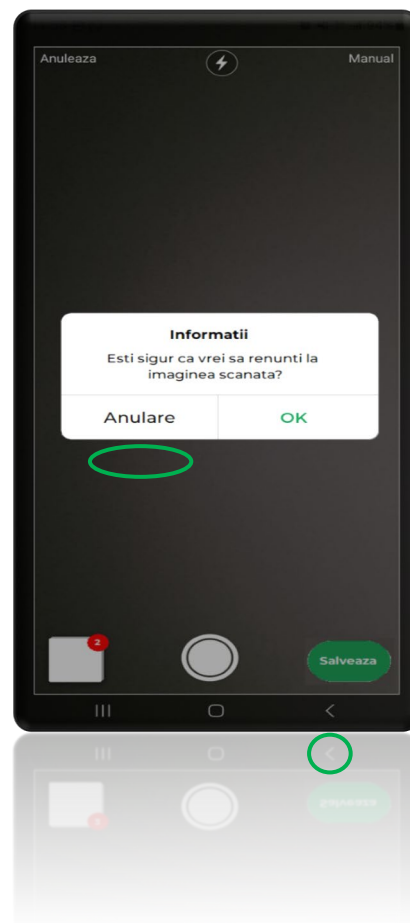 Anuleaza
Manual
Informatii
Esti sigur ca vrei sa renunti la
imaginea scanata?
Anulare
OK
2
Salveaza